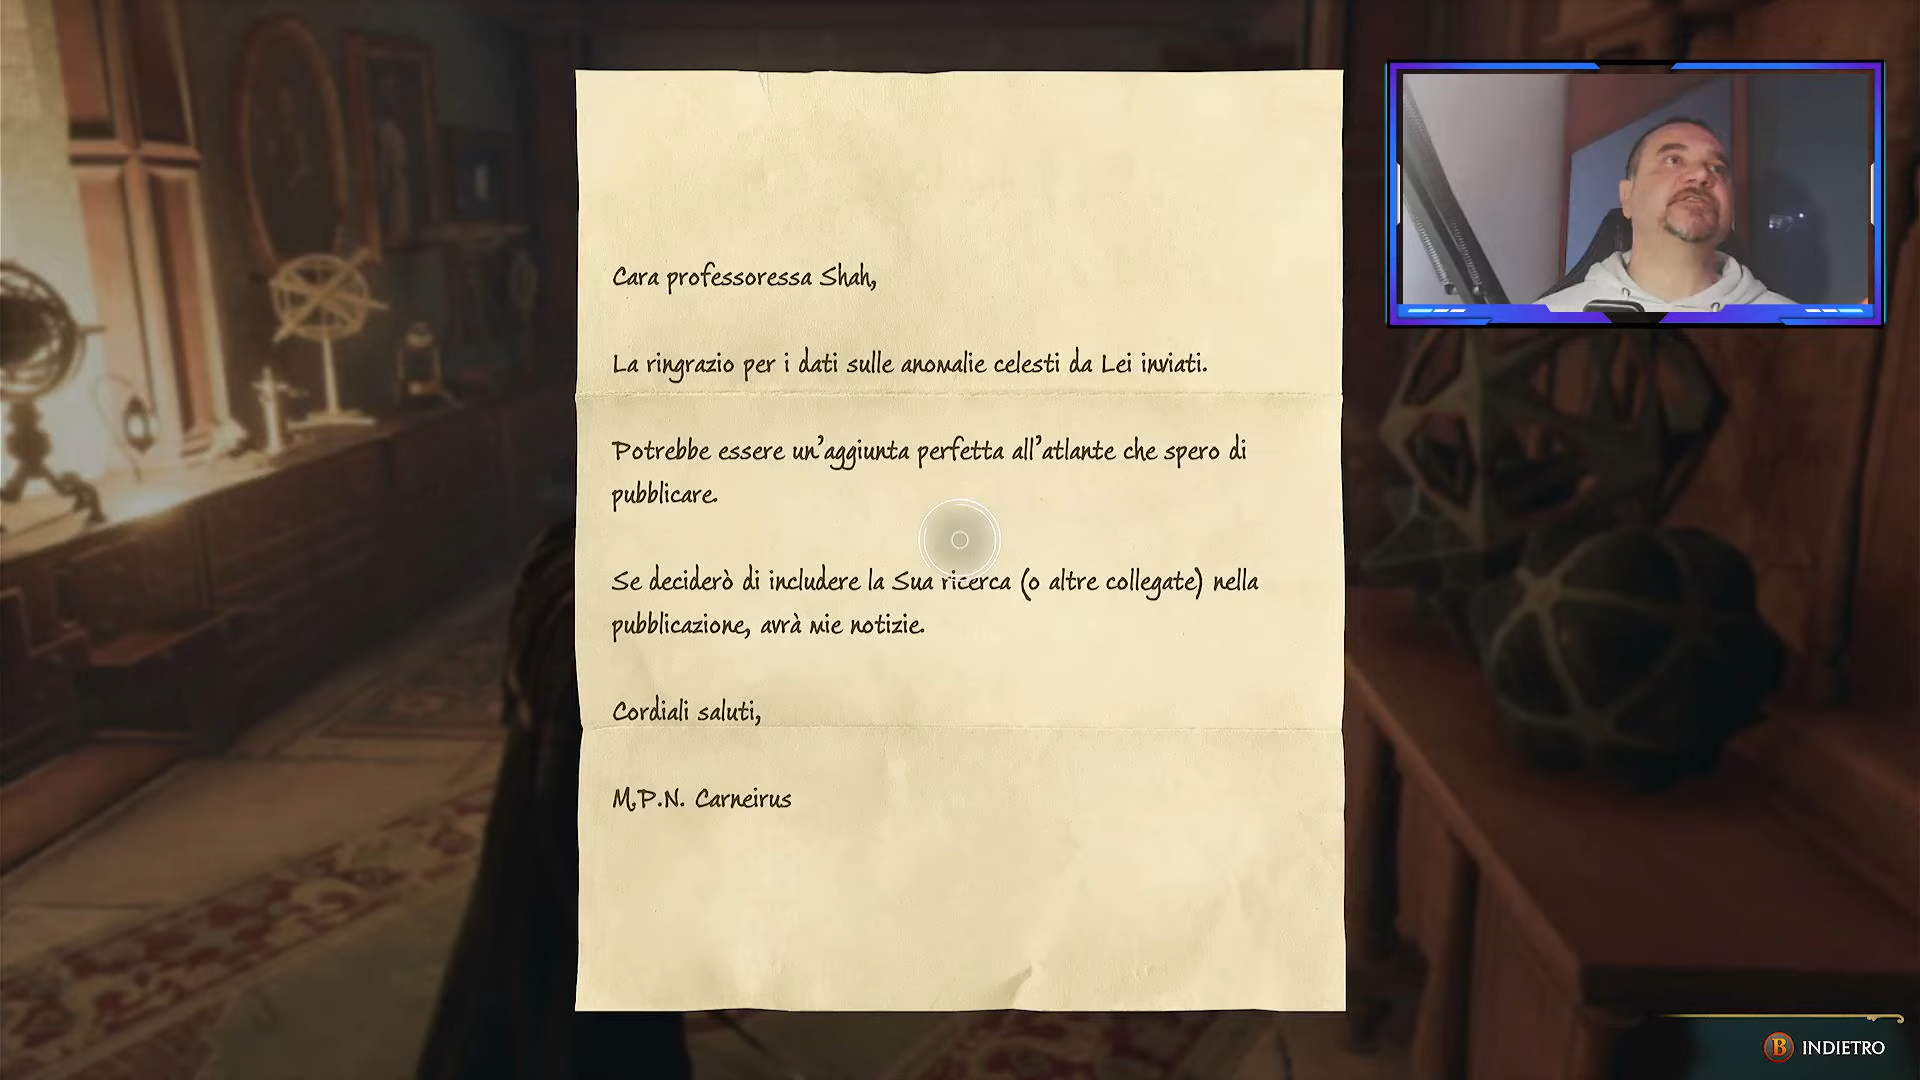 Cara professoressa Shah,
La ringrazio per i dati sulle anomalie celesti da Lei inviati.
Potrebbe essere un'aggiunta perfetta all'atlante che spero di
pubblicare.
Se deciderò di includere la Sua ricerca (o altre collegate) nella
pubblicazione, avrà mie notizie.
Cordiali saluti,
M.P.N. Carneirus
B INDIETRO